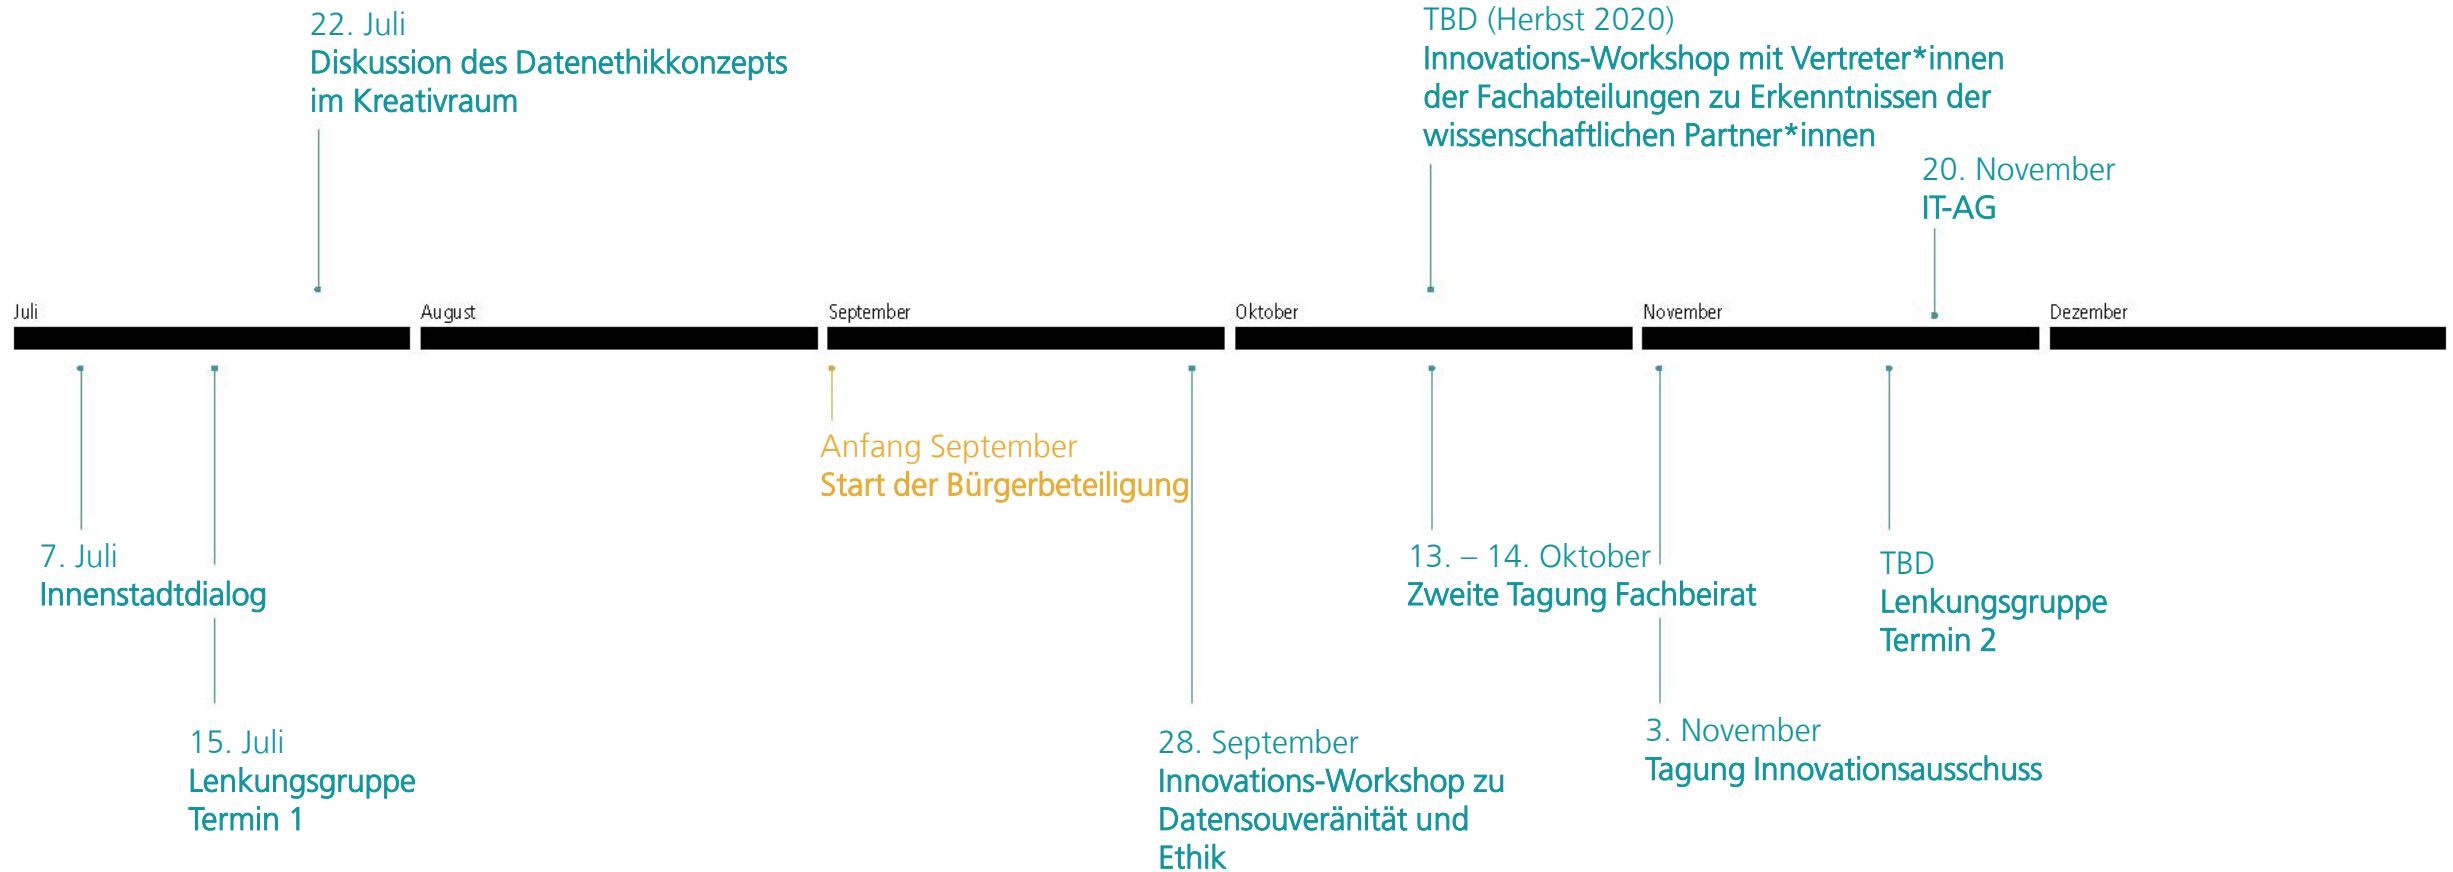 22. Juli
Diskussion des Datenethikkonzepts
im Kreativraum
TBD (Herbst 2020)
Innovations-Workshop mit Vertreter*innen
der Fachabteilungen zu Erkenntnissen der
wissenschaftlichen Partner*innen
20. November
IT-AG
Juli
August
September
Oktober
November
Dezember
Anfang September
Start der Bürgerbeteiligung
7. Juli
Innenstadtdialog
13. – 14. Oktober
Zweite Tagung Fachbeirat
TBD
Lenkungsgruppe
Termin 2
15. Juli
Lenkungsgruppe
Termin 1
28. September
Innovations-Workshop zu
Datensouveränität und
Ethik
3. November
Tagung Innovationsausschuss